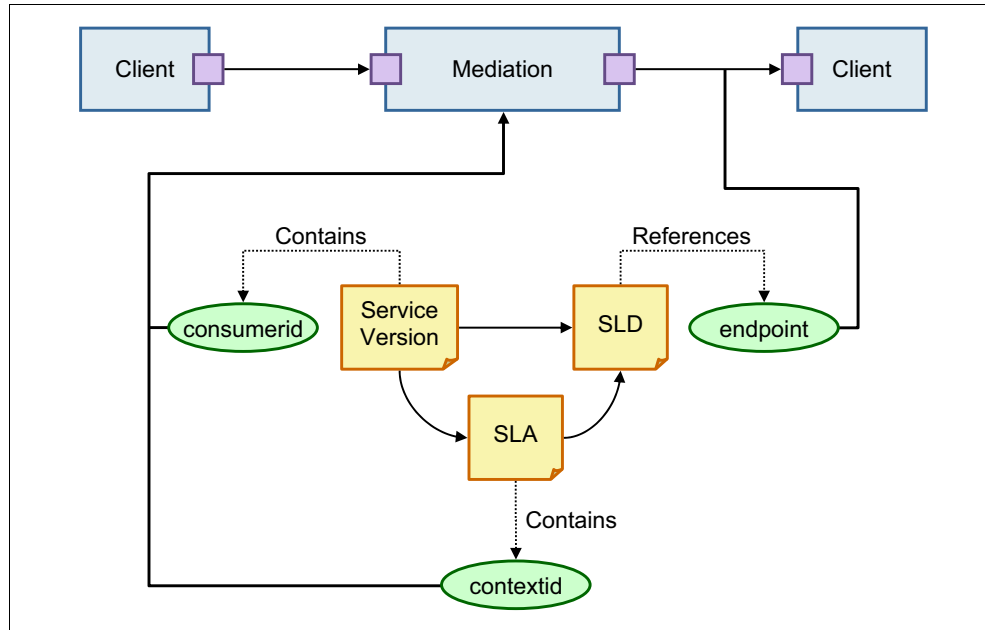 Client
Mediation
Client
Contains
References
consumerid
Service
Version
SLD
endpoint
SLA
Contains
contextid